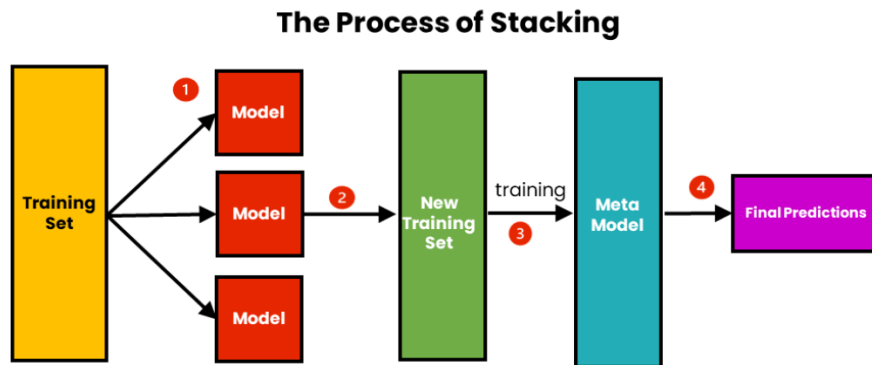 The Process of Stacking
Training
Set
1
Model
Model
Model
2
New
Training
Set
training
3
Meta
Model
4
Final Predictions